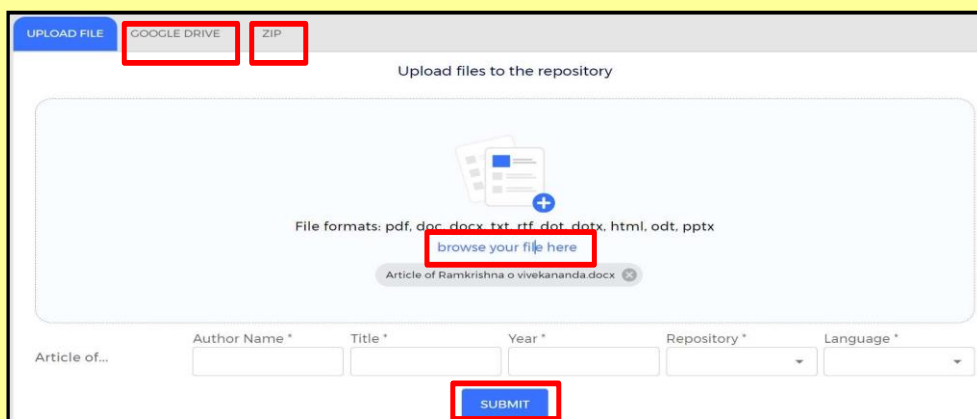 UPLOAD FILE GOOGLE DRIVE ZIP
Upload files to the repository
File formats: pdf, doc, docx, txt, rtf, dot, dotx, html, odt, pptx
browse your file here
Article of Ramkrishna o vivekananda.docx
Author Name * Title * Year * Repository * Language *
Article of...
SUBMIT